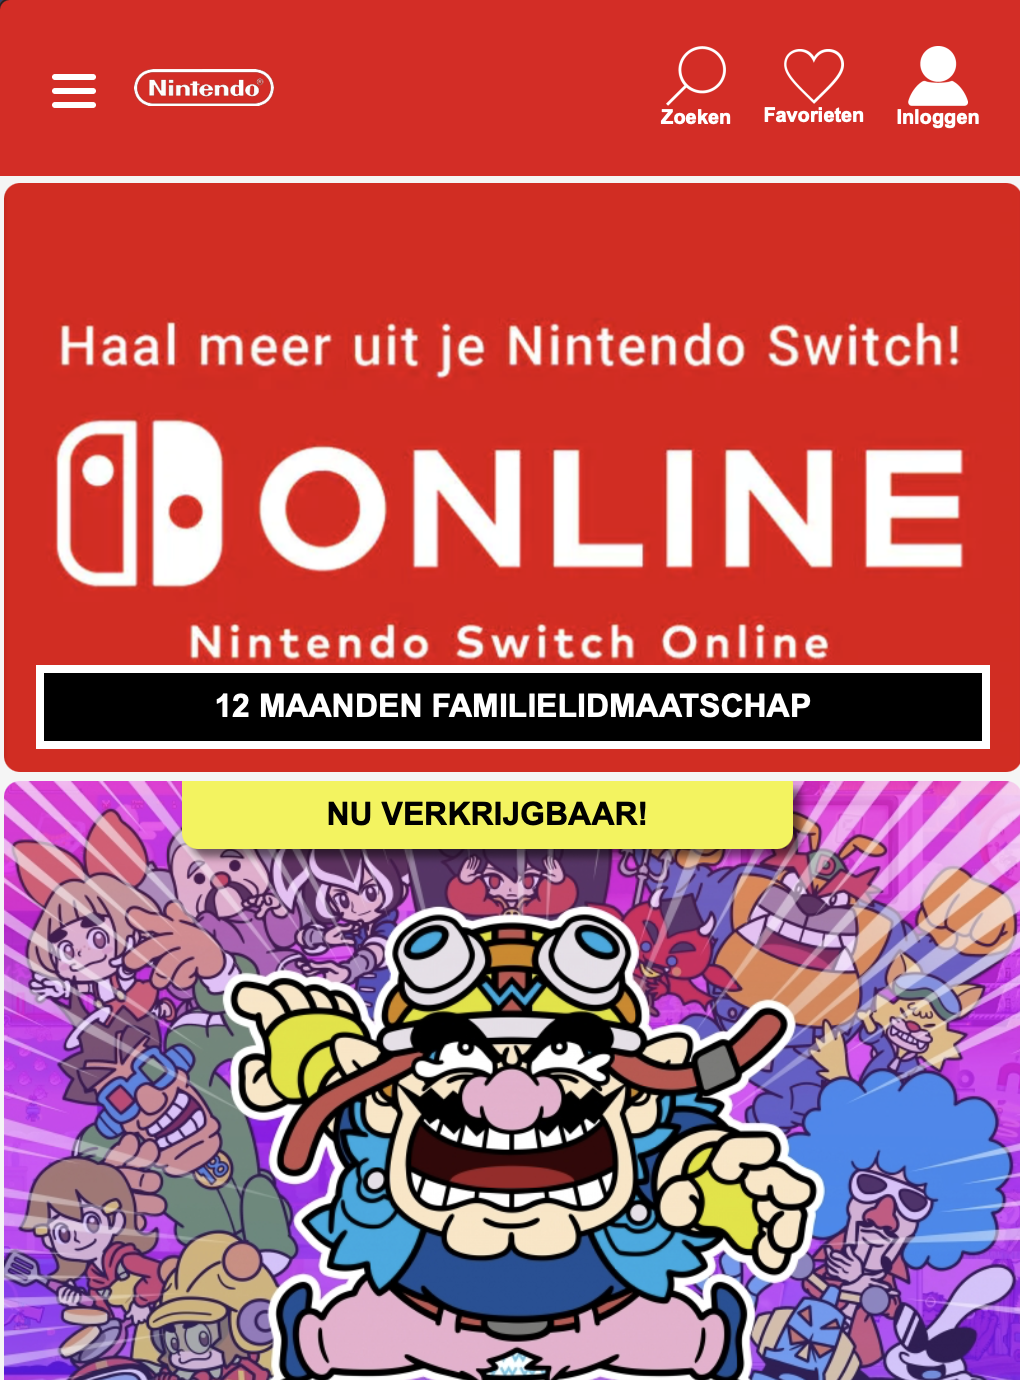 Nintendo®
Zoeken
Favorieten
Inloggen
Haal meer uit je Nintendo Switch!
ONLINE
Nintendo Switch Online
12 MAANDEN FAMILIELIDMAATSCHAP
NU VERKRIJGBAAR!
W
18